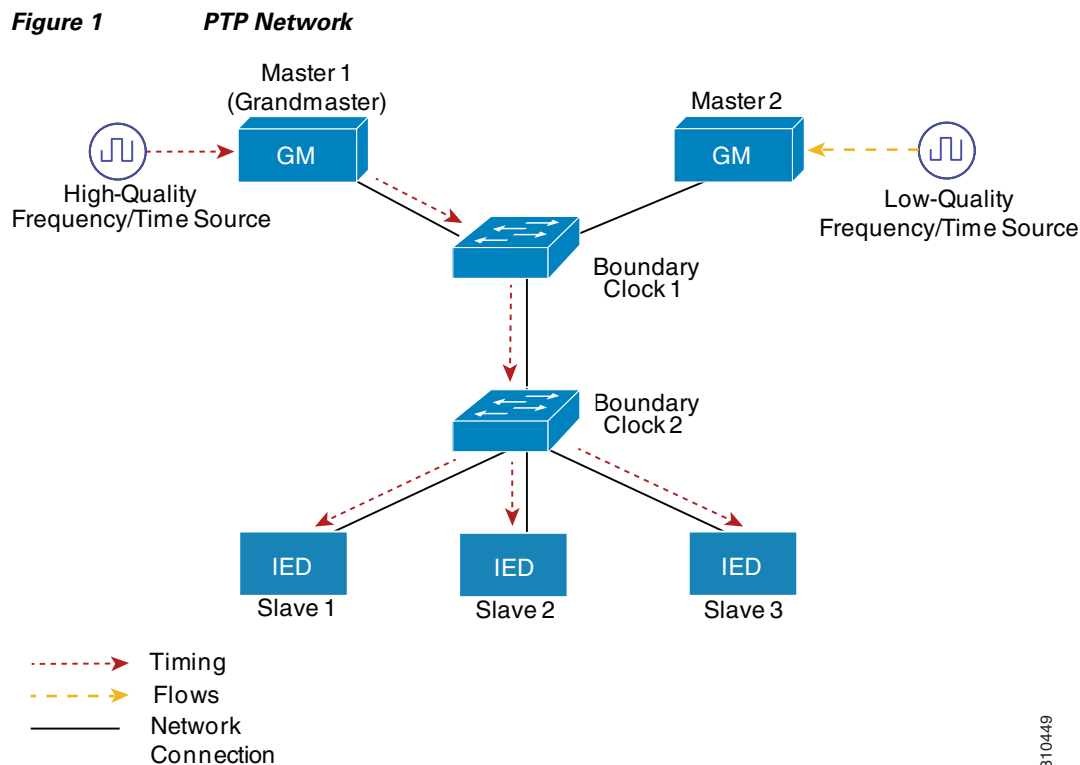 Figure 1 PTP Network
Master 1
(Grandmaster)
Master 2
GM
GM
High-Quality
Frequency/Time Source
Low-Quality
Frequency/Time Source
Boundary
Clock 1
Boundary
Clock 2
IED
IED
IED
Slave 1
Slave 2
Slave 3
Timing
Flows
Network
Connection
310449